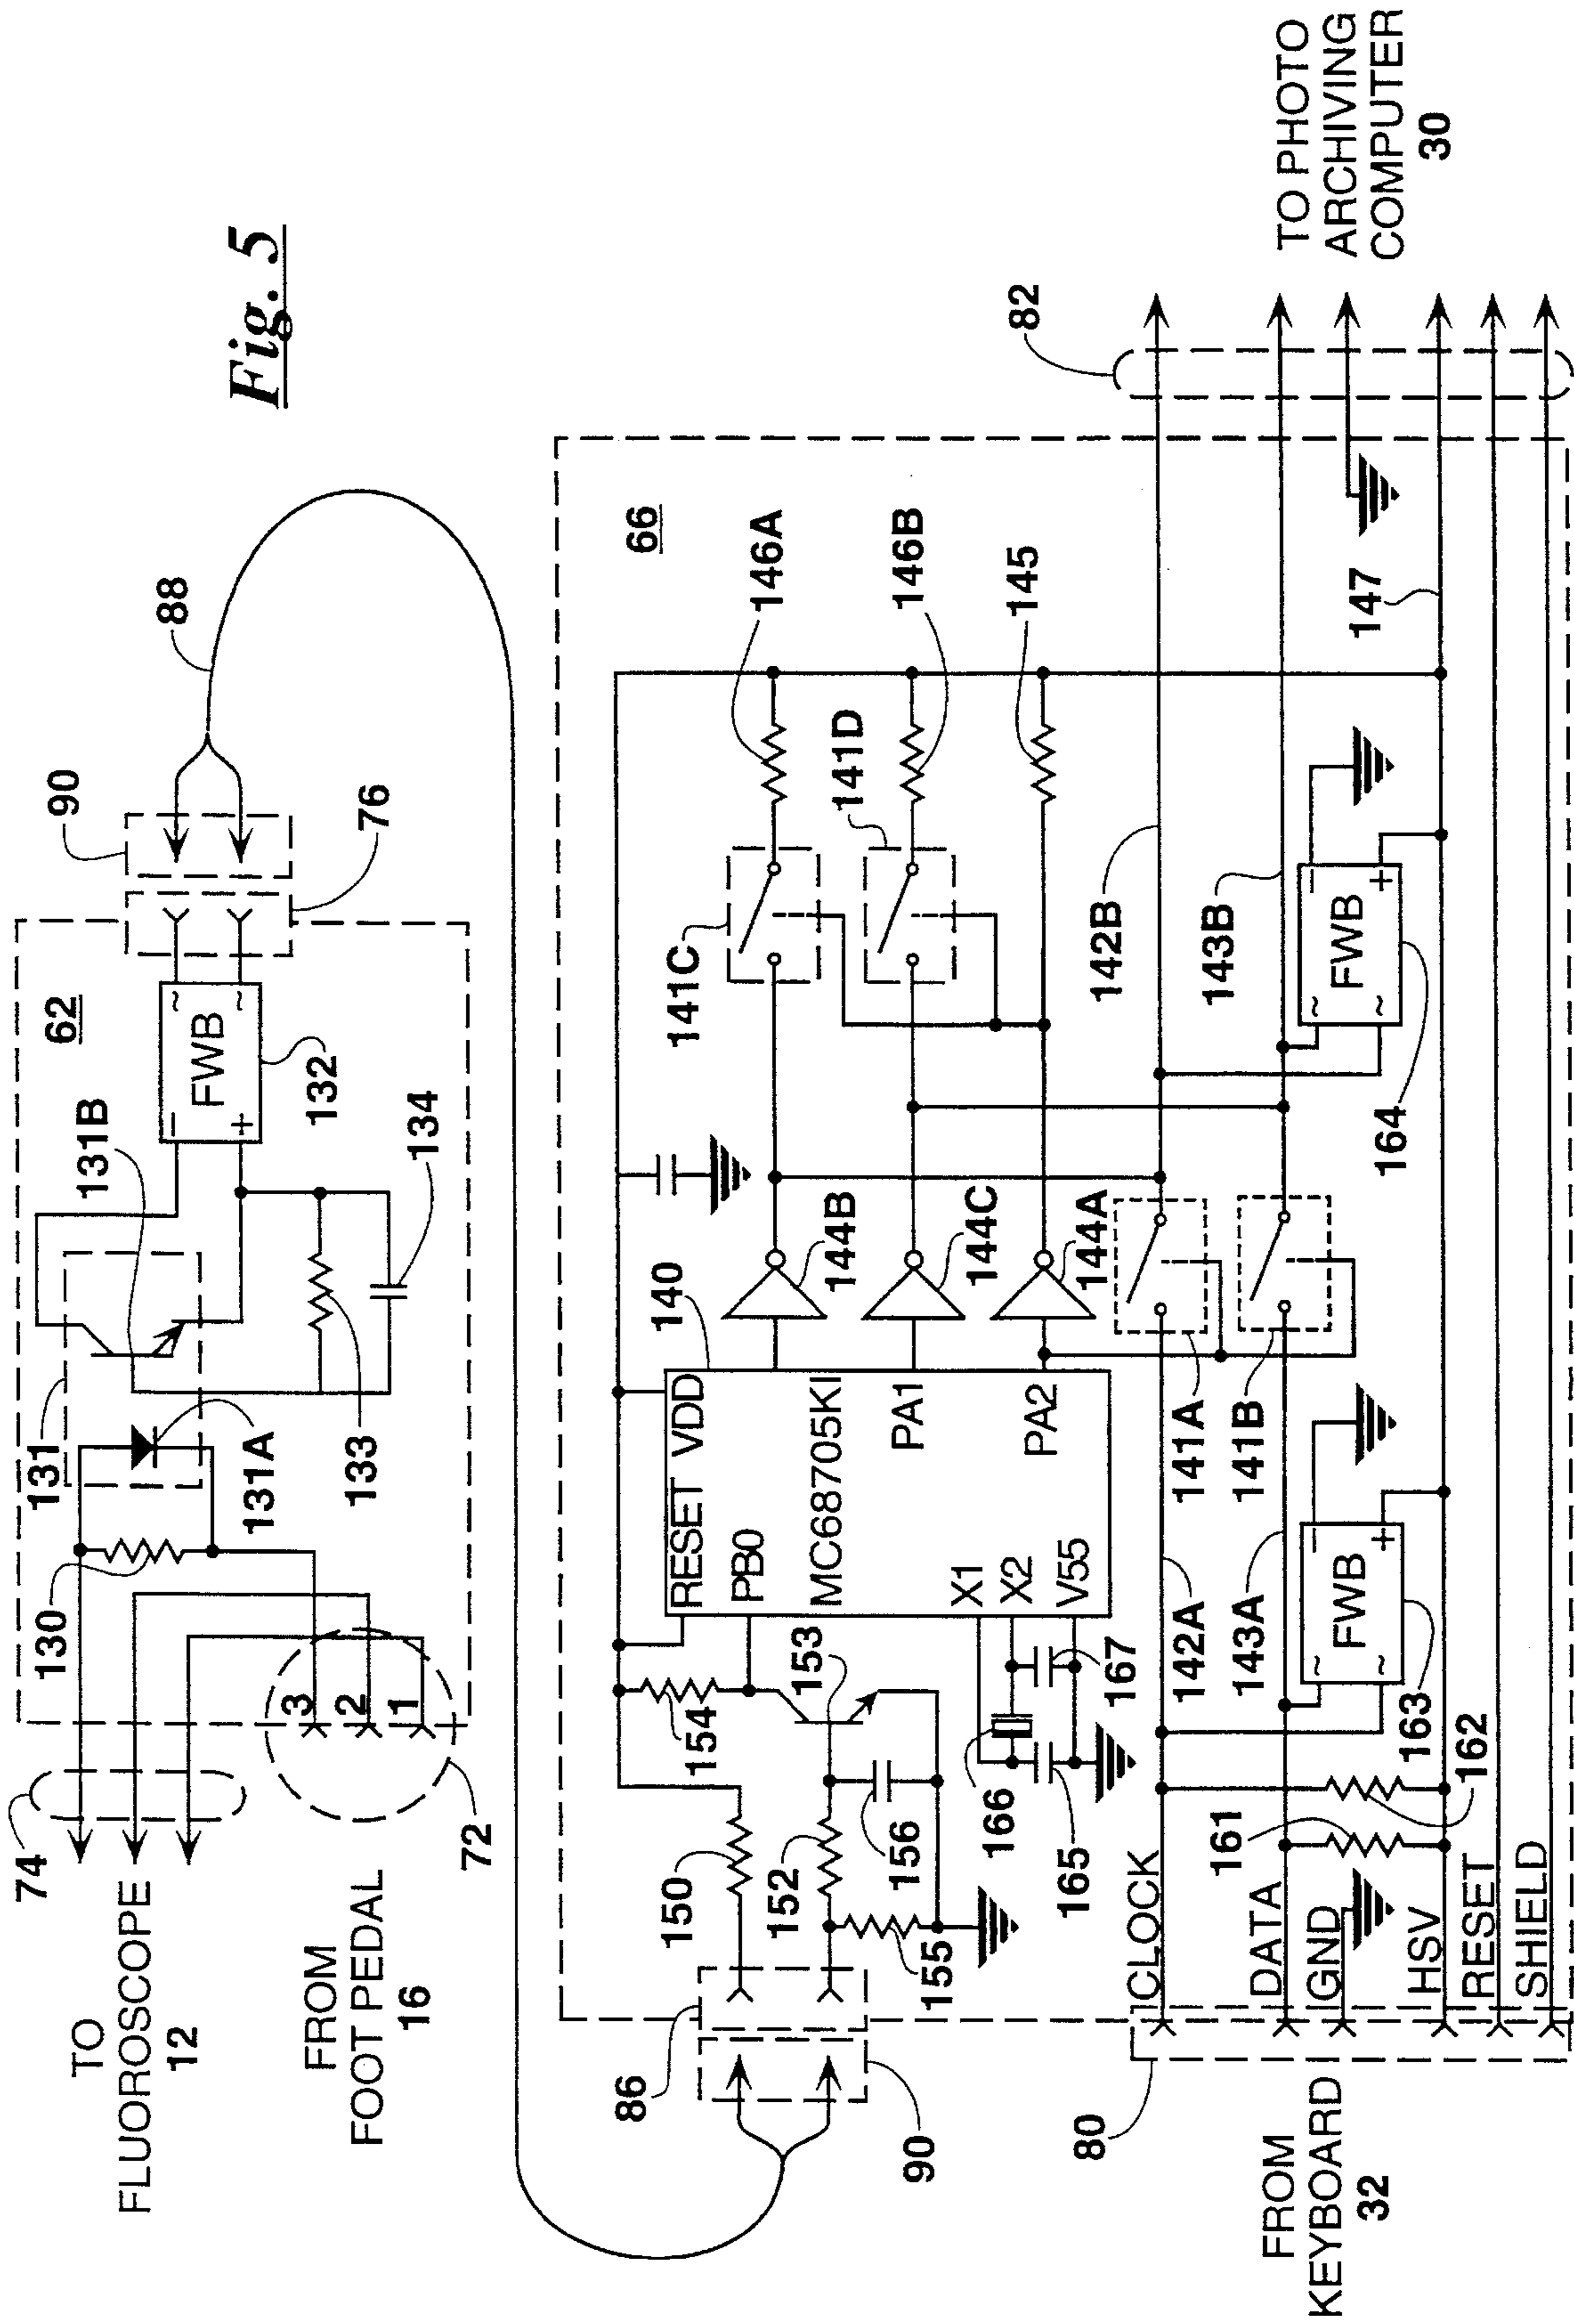 Fig. 5
TO
FLUOROSCOPE
12
74
FROM
FOOT PEDAL
16
72
3
2
1
130
131
131A
131B
133
134
62
FWB
~
~
–
+
132
76
90
88
66
86
90
150
152
155
156
153
154
RESET VDD
PB0
MC68705KI
PA1
PA2
X1
X2
V55
140
165
166
167
144B
144C
144A
141C
141D
146A
146B
145
141A
141B
142A
143A
142B
143B
147
FROM
KEYBOARD
32
80
CLOCK
DATA
GND
HSV
RESET
SHIELD
161
162
FWB
~
~
–
+
163
FWB
~
~
–
+
164
82
TO PHOTO
ARCHIVING
COMPUTER
30